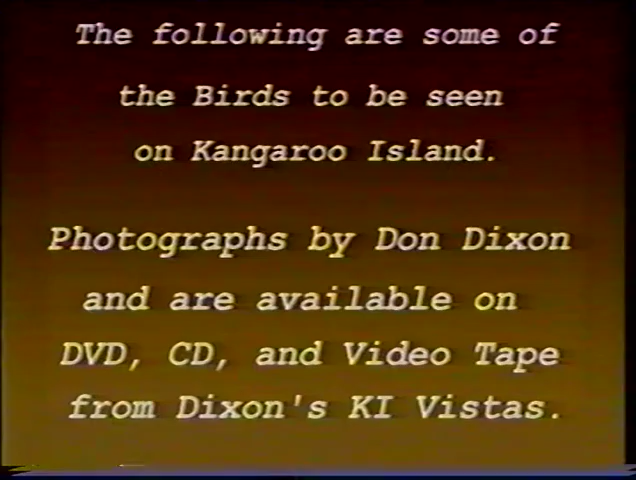 The following are some of
the Birds to be seen
on Kangaroo Island.
Photographs by Don Dixon
and are available on
DVD, CD, and Video Tape
from Dixon's KI Vistas.